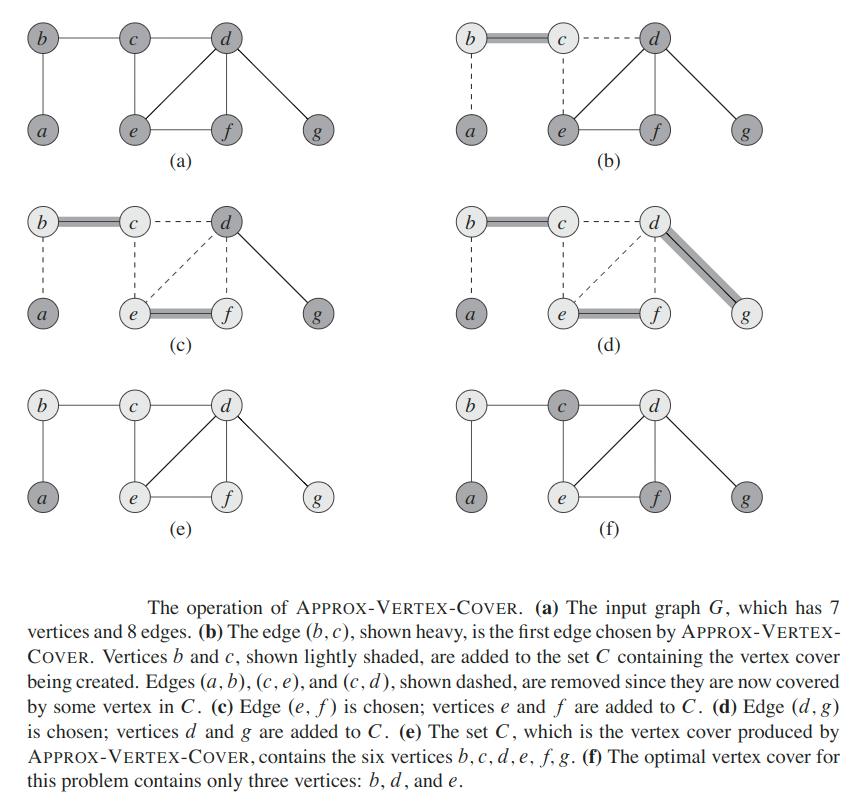 b c d
a e f g
(a)
b c d
a e f g
(b)
b c d
a e f g
(c)
b c d
a e f g
(d)
b c d
a e f g
(e)
b c d
a e f g
(f)
The operation of APPROX-VERTEX-COVER. (a) The input graph G, which has 7
vertices and 8 edges. (b) The edge (b, c), shown heavy, is the first edge chosen by APPROX-VERTEX-
COVER. Vertices b and c, shown lightly shaded, are added to the set C containing the vertex cover
being created. Edges (a, b), (c, e), and (c, d), shown dashed, are removed since they are now covered
by some vertex in C. (c) Edge (e, f) is chosen; vertices e and f are added to C. (d) Edge (d, g)
is chosen; vertices d and g are added to C. (e) The set C, which is the vertex cover produced by
APPROX-VERTEX-COVER, contains the six vertices b, c, d, e, f, g. (f) The optimal vertex cover for
this problem contains only three vertices: b, d, and e.